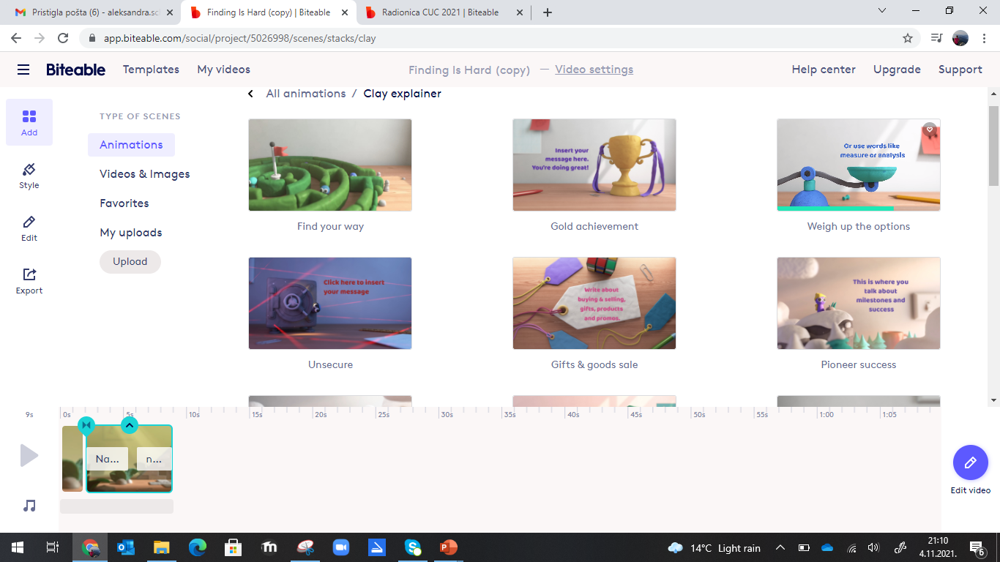 Pristigla pošta (6) - aleksandra.sc
Finding Is Hard (copy) | Biteable
Radionica CUC 2021 | Biteable
app.biteable.com/social/project/5026998/scenes/stacks/clay
Biteable
Templates
My videos
Finding Is Hard (copy) — Video settings
Help center
Upgrade
Support
All animations / Clay explainer
Add
Style
Edit
Export
TYPE OF SCENES
Animations
Videos & Images
Favorites
My uploads
Upload
Find your way
Insert your
message here.
You're doing great!
Gold achievement
Or use words like
measure or analysis
Weigh up the options
Click here to insert
your message
Unsecure
Write about
buying & selling,
gifts, products
and promos.
Gifts & goods sale
This is where you
talk about
milestones and
success
Pioneer success
9s
0s 5s 10s 15s 20s 25s 30s 35s 40s 45s 50s 55s 1:00 1:05
Na... n...
Edit video
14°C Light rain
21:10
4.11.2021.
6